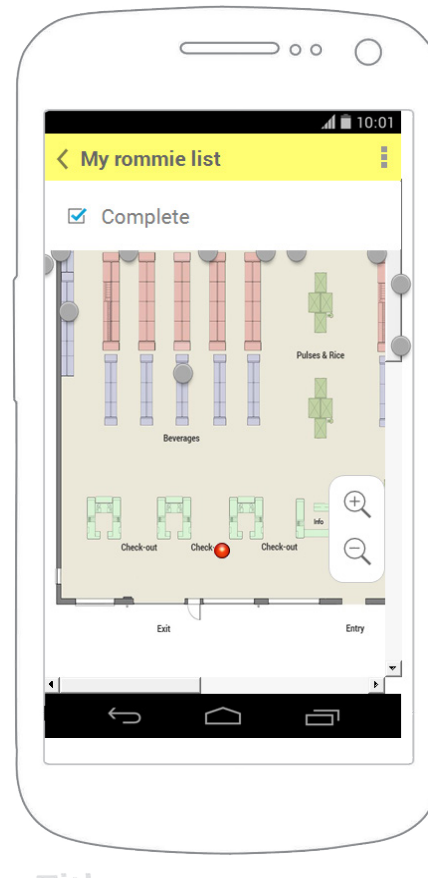 10:01
My rommie list
Complete
Pulses & Rice
Beverages
Info
Check-out
Check
Check-out
Exit
Entry